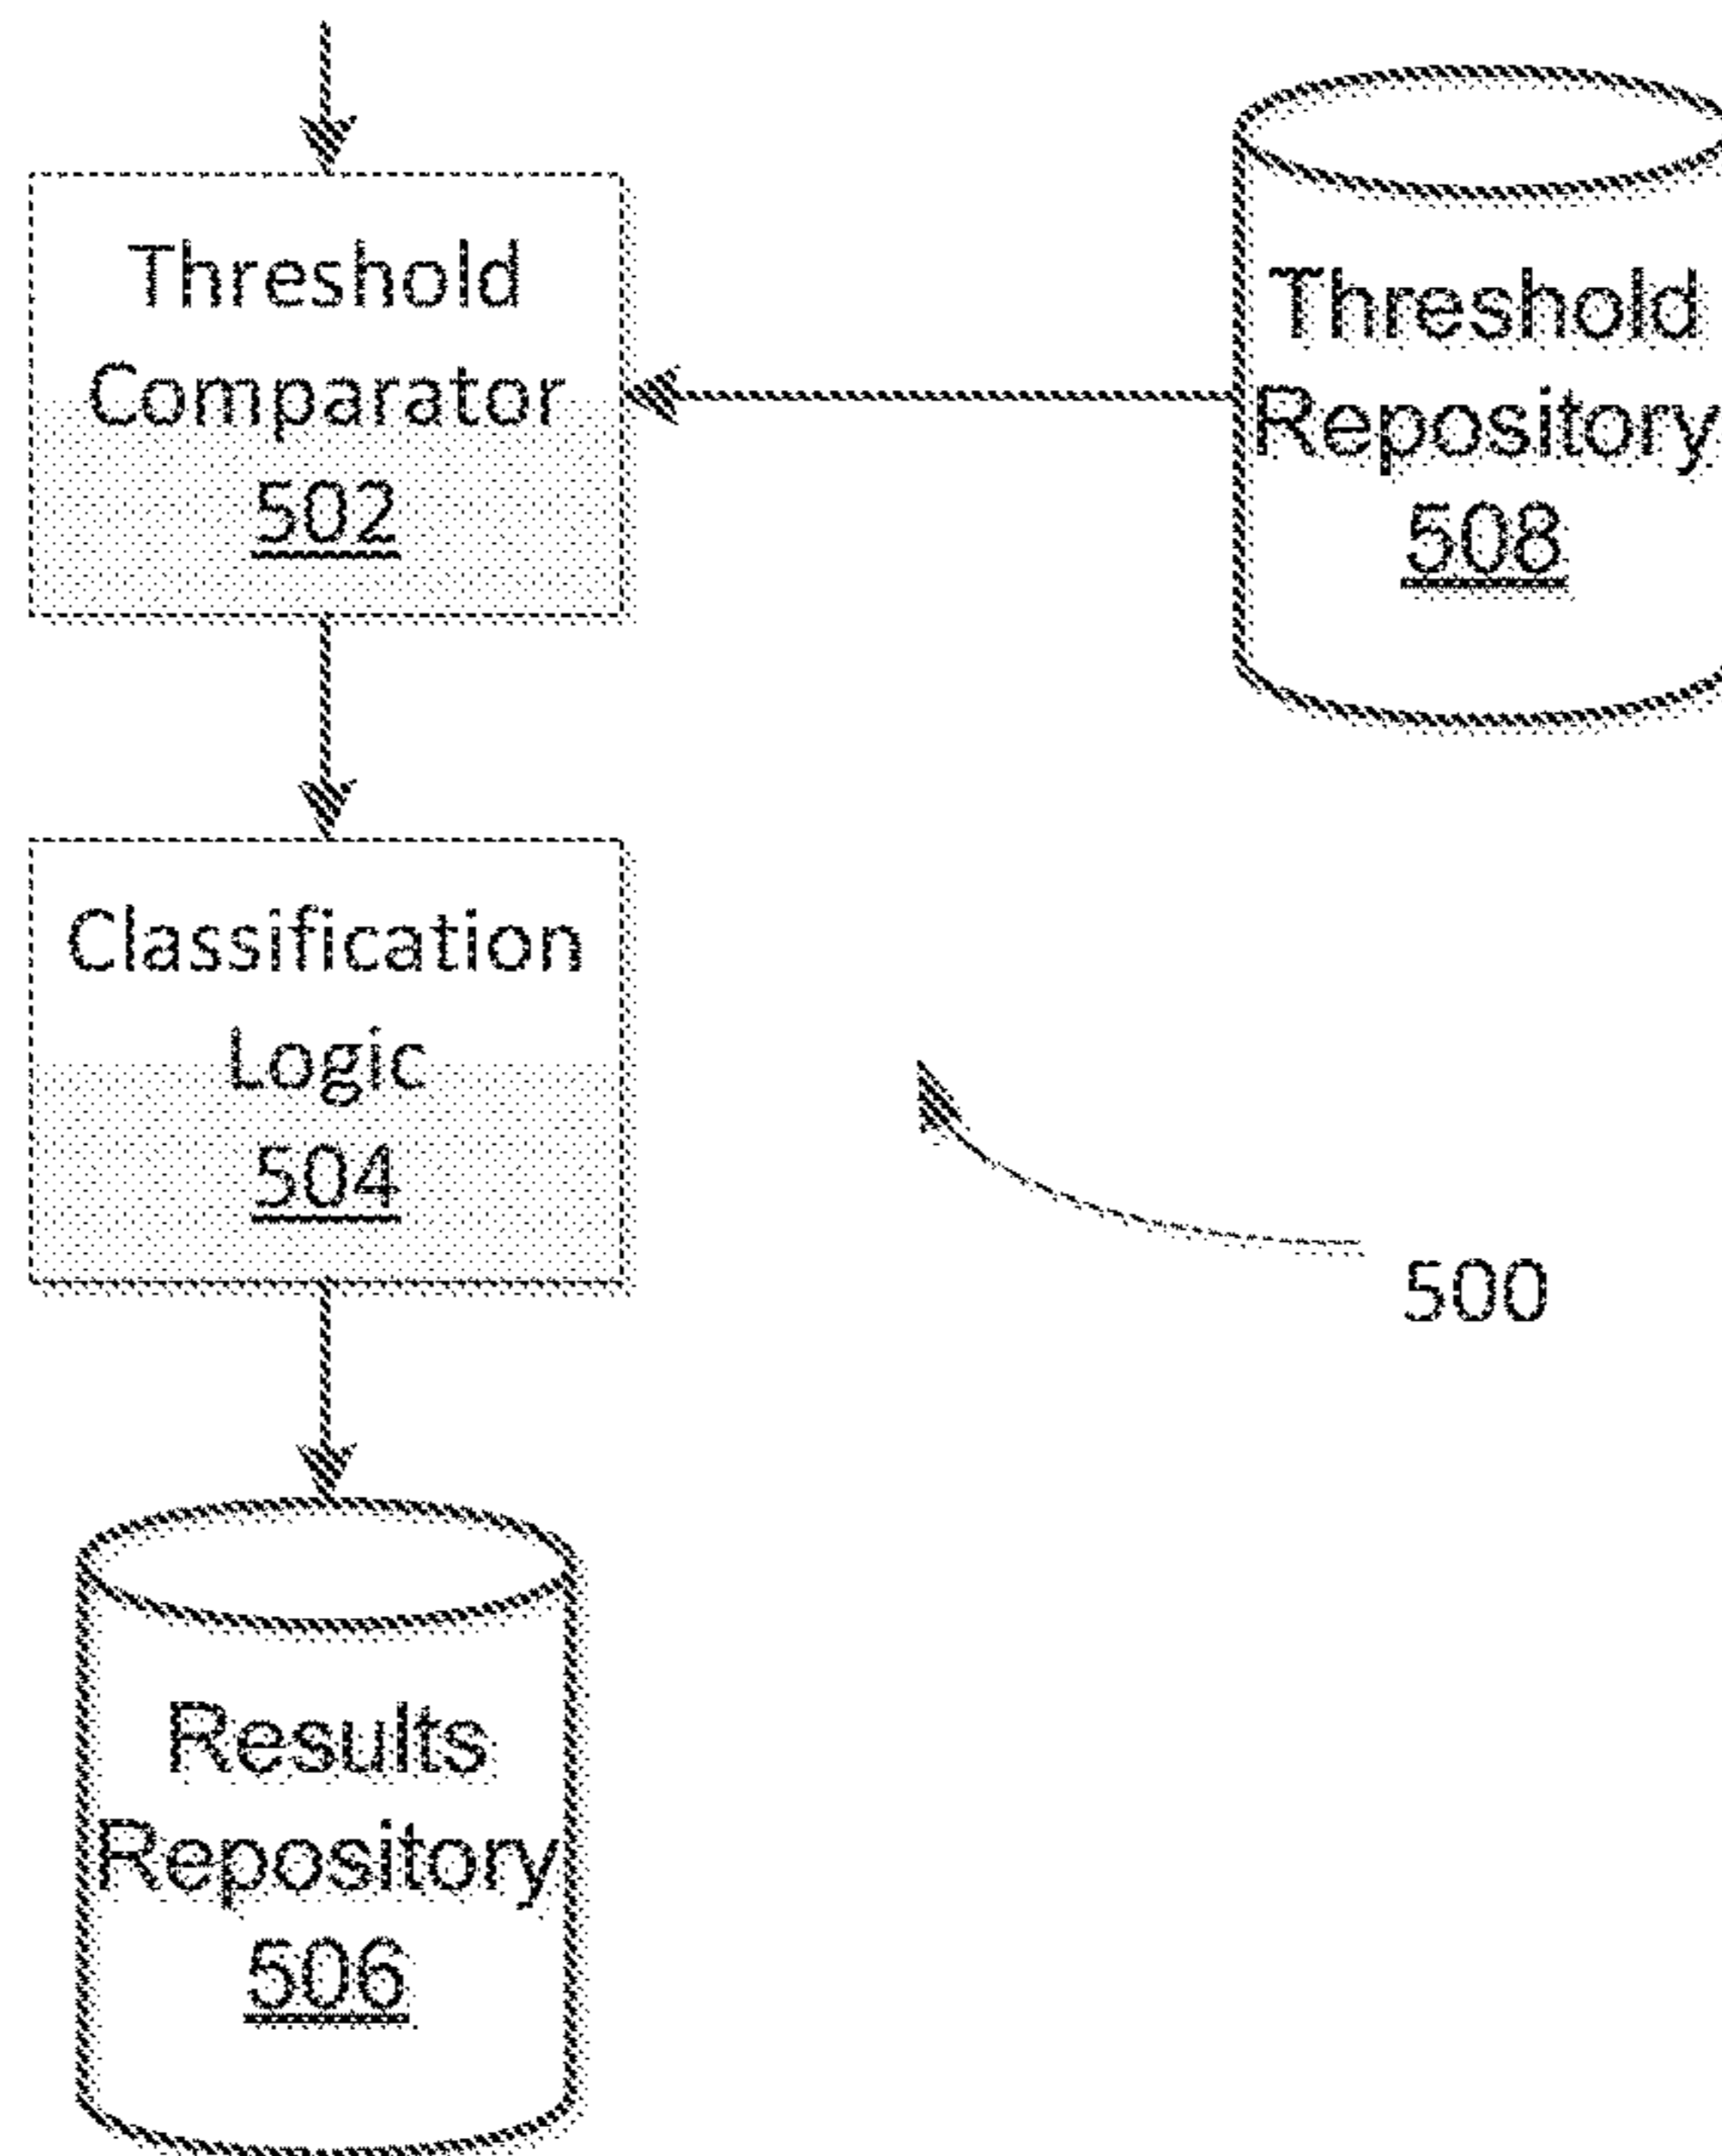 Threshold
Comparator
502
Threshold
Repository
508
Classification
Logic
504
500
Results
Repository
506